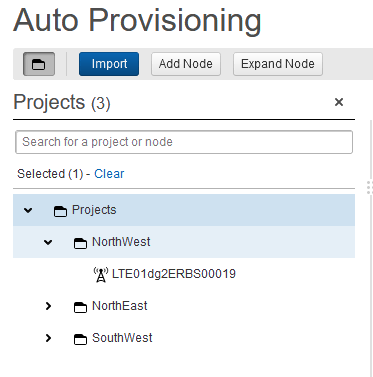 Auto Provisioning
Import Add Node Expand Node
Projects (3)
Search for a project or node
Selected (1) - Clear
Projects
NorthWest
LTE01dg2ERBS00019
NorthEast
SouthWest